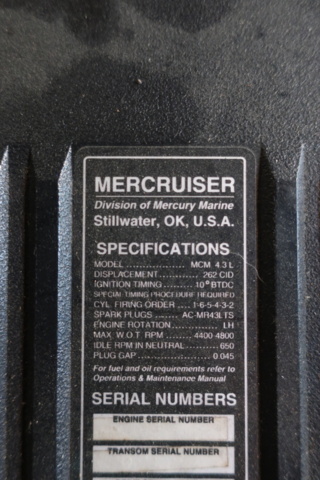 MERCRUISER
Division of Mercury Marine
Stillwater, OK, U.S.A.
SPECIFICATIONS
MODEL .................. MCM 4.3 L
DISPLACEMENT............ 262 CID
IGNITION TIMING ........ 10° BTDC
SPECIAL TIMING PROCEDURE REQUIRED
CYL. FIRING ORDER .... 1-6-5-4-3-2
SPARK PLUGS ....... AC-MR43LTS
ENGINE ROTATION.............. LH
MAX. W.O.T. RPM ..... 4400-4800
IDLE RPM IN NEUTRAL.......... 650
PLUG GAP................... 0.045
For fuel and oil requirements refer to
Operations & Maintenance Manual
SERIAL NUMBERS
ENGINE SERIAL NUMBER
TRANSOM SERIAL NUMBER